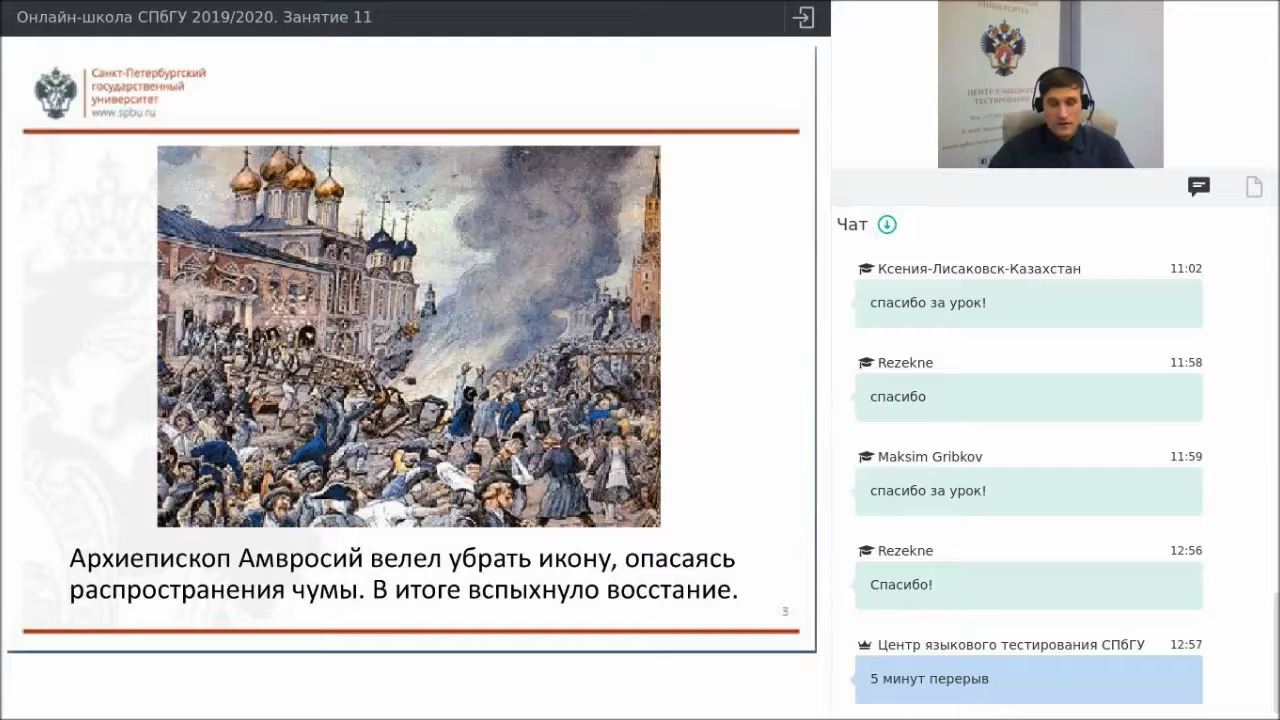 Онлайн-школа СПбГУ 2019/2020. Занятие 11
Санкт-Петербургский
государственный
университет
www.spbu.ru
Архиепископ Амвросий велел убрать икону, опасаясь
распространения чумы. В итоге вспыхнуло восстание.
3
ЦЕНТР ЯЗЫКОВОГО
ТЕСТИРОВАНИЯ
Чат
Ксения-Лисаковск-Казахстан 11:02
спасибо за урок!
Rezekne 11:58
спасибо
Maksim Gribkov 11:59
спасибо за урок!
Rezekne 12:56
Спасибо!
Центр языкового тестирования СПбГУ 12:57
5 минут перерыв